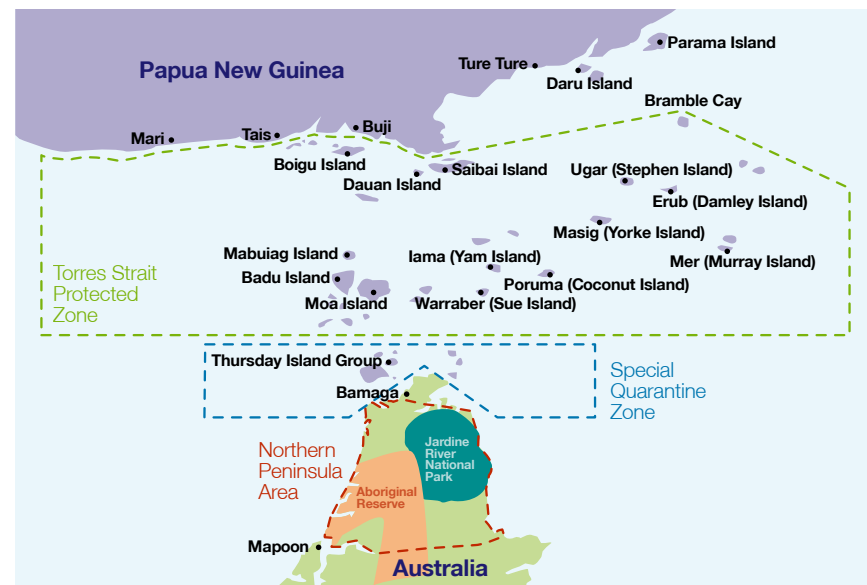 Parama Island
Ture Ture
Papua New Guinea
Daru Island
Bramble Cay
Buji
Tais
Mari
Boigu Island
Saibai Island
Ugar (Stephen Island)
Dauan Island
Erub (Damley Island)
Masig (Yorke Island)
Mabuiag Island
Iama (Yam Island)
Mer (Murray Island)
Torres Strait
Protected
Zone
Badu Island
Poruma (Coconut Island)
Moa Island
Warraber (Sue Island)
Thursday Island Group
Special
Quarantine
Zone
Bamaga
Northern
Peninsula
Area
Jardine
River
National
Park
Aboriginal
Reserve
Mapoon
Australia